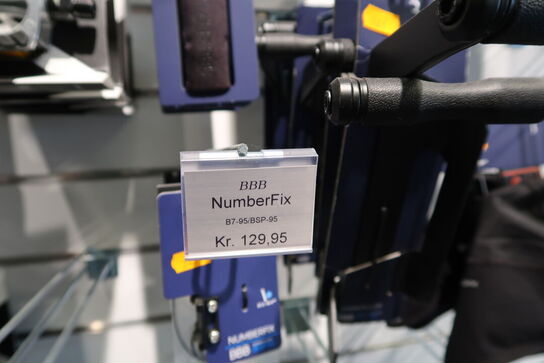 BBB
NumberFix
B7-95/BSP-95
Kr. 129,95
NUMBERFIX
BBB